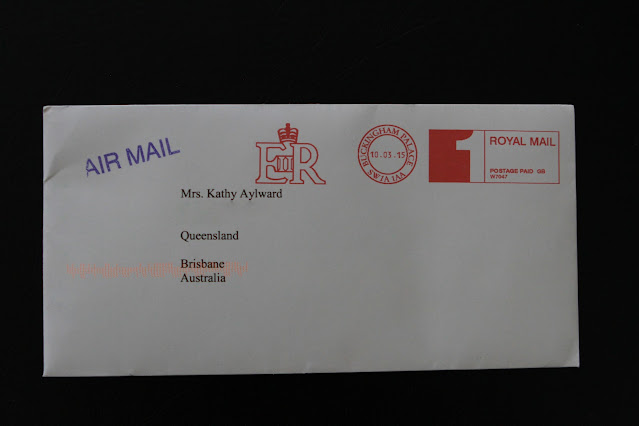 AIR MAIL
EIIR
BUCKINGHAM PALACE
10.03.15
SW1A 1AA
1
ROYAL MAIL
POSTAGE PAID GB
W7047
Mrs. Kathy Aylward
Queensland
Brisbane
Australia